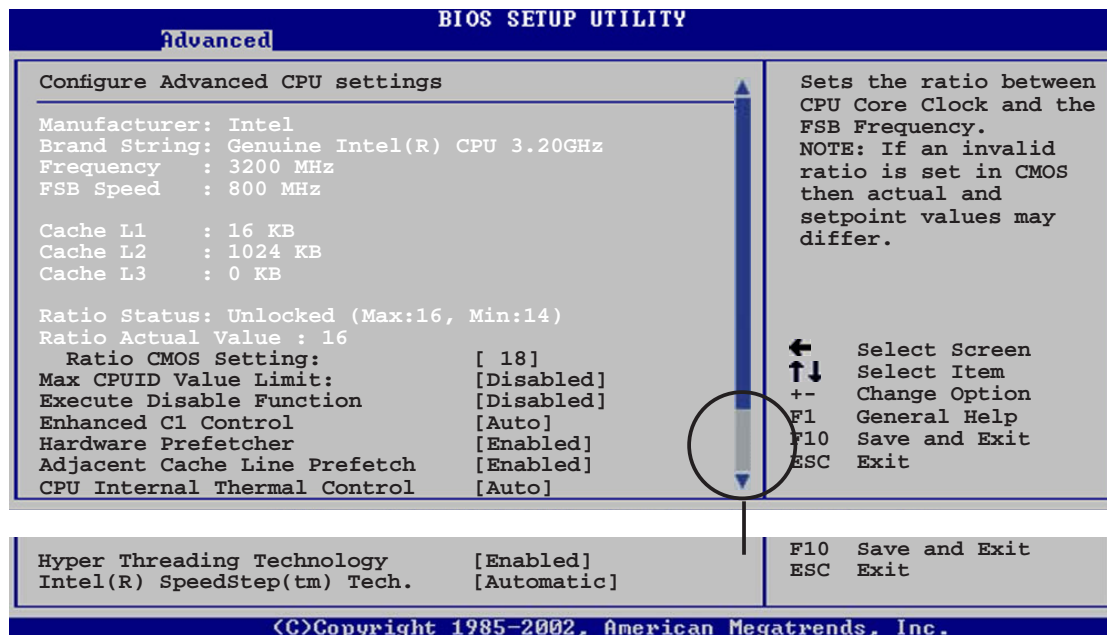 BIOS SETUP UTILITY
Advanced
Configure Advanced CPU settings
Manufacturer: Intel
Brand String: Genuine Intel(R) CPU 3.20GHz
Frequency : 3200 MHz
FSB Speed : 800 MHz
Cache L1 : 16 KB
Cache L2 : 1024 KB
Cache L3 : 0 KB
Ratio Status: Unlocked (Max:16, Min:14)
Ratio Actual Value : 16
Ratio CMOS Setting: [ 18]
Max CPUID Value Limit: [Disabled]
Execute Disable Function [Disabled]
Enhanced C1 Control [Auto]
Hardware Prefetcher [Enabled]
Adjacent Cache Line Prefetch [Enabled]
CPU Internal Thermal Control [Auto]
Sets the ratio between
CPU Core Clock and the
FSB Frequency.
NOTE: If an invalid
ratio is set in CMOS
then actual and
setpoint values may
differ.
← Select Screen
↑↓ Select Item
+- Change Option
F1 General Help
F10 Save and Exit
ESC Exit
Hyper Threading Technology [Enabled]
Intel(R) SpeedStep(tm) Tech. [Automatic]
F10 Save and Exit
ESC Exit
(C)Copyright 1985-2002, American Megatrends, Inc.